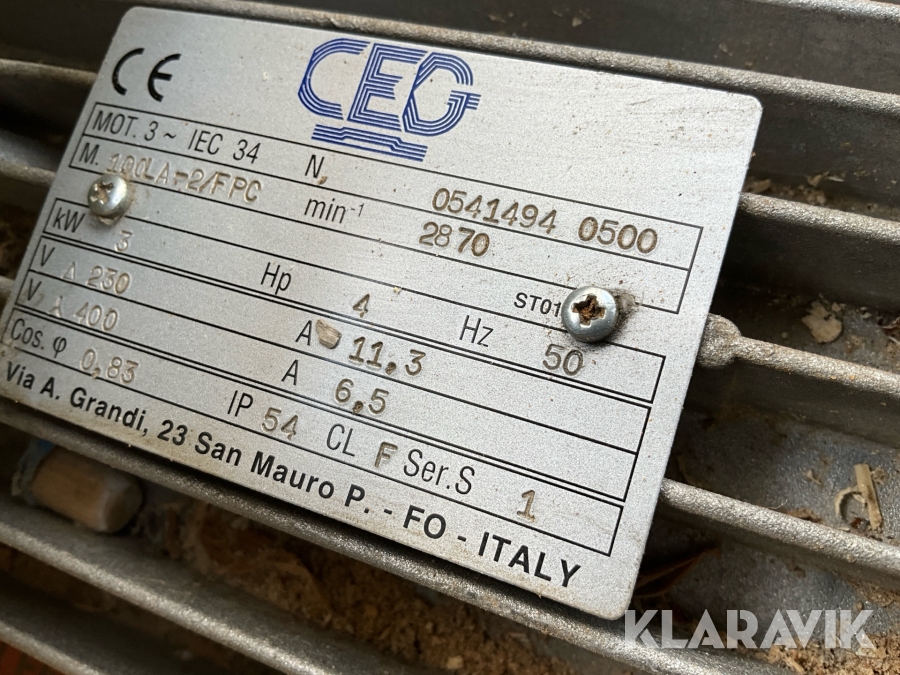 CE
CEG
MOT. 3 ~ IEC 34 N, 0541494 0500
M. 100LA-2/FPC min-1 2870
ST01
kW 3 Hp 4 Hz 50
V Δ 230 A 11,3
V, ⅄ 400 A 6,5
Cos. φ 0,83 IP 54 CL F Ser.S 1
Via A. Grandi, 23 San Mauro P. - FO - ITALY
KLARAVIK